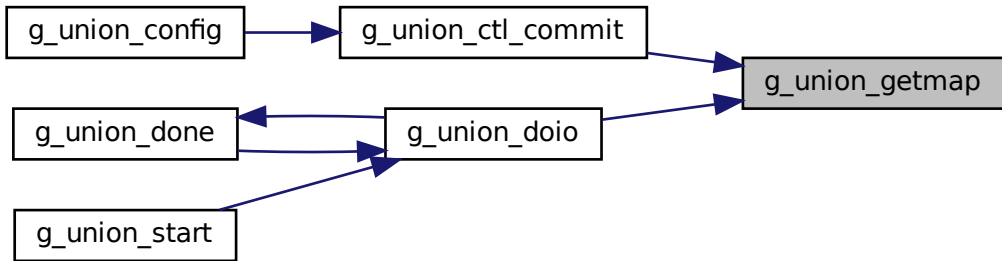 g_union_config
g_union_ctl_commit
g_union_getmap
g_union_done
g_union_doio
g_union_start